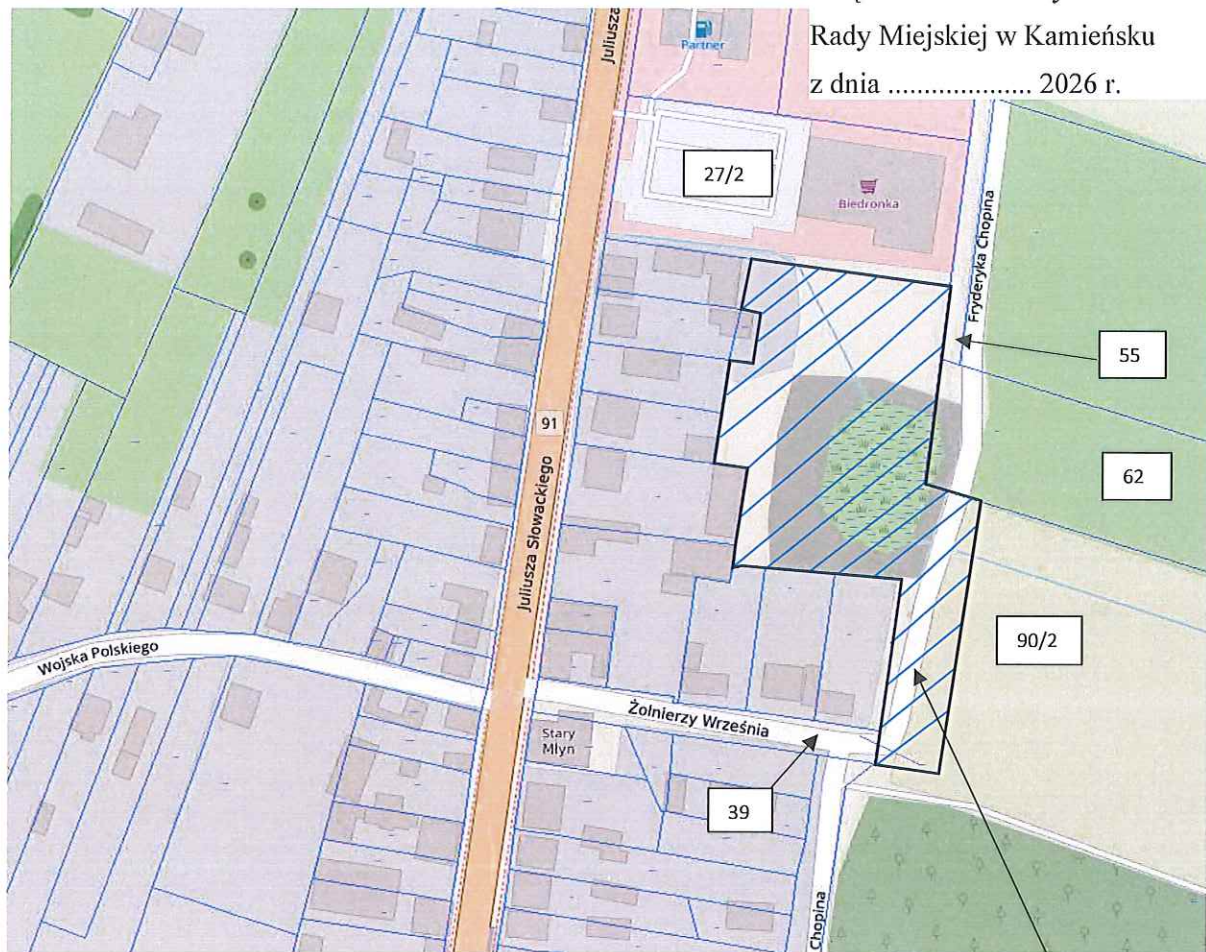 Rady Miejskiej w Kamieńsku
z dnia .................... 2026 r.
Juliusza
Partner
27/2
Biedronka
Fryderyka Chopina
55
91
62
Juliusza Słowackiego
90/2
Wojska Polskiego
Żołnierzy Września
Stary
Młyn
39
Chopina